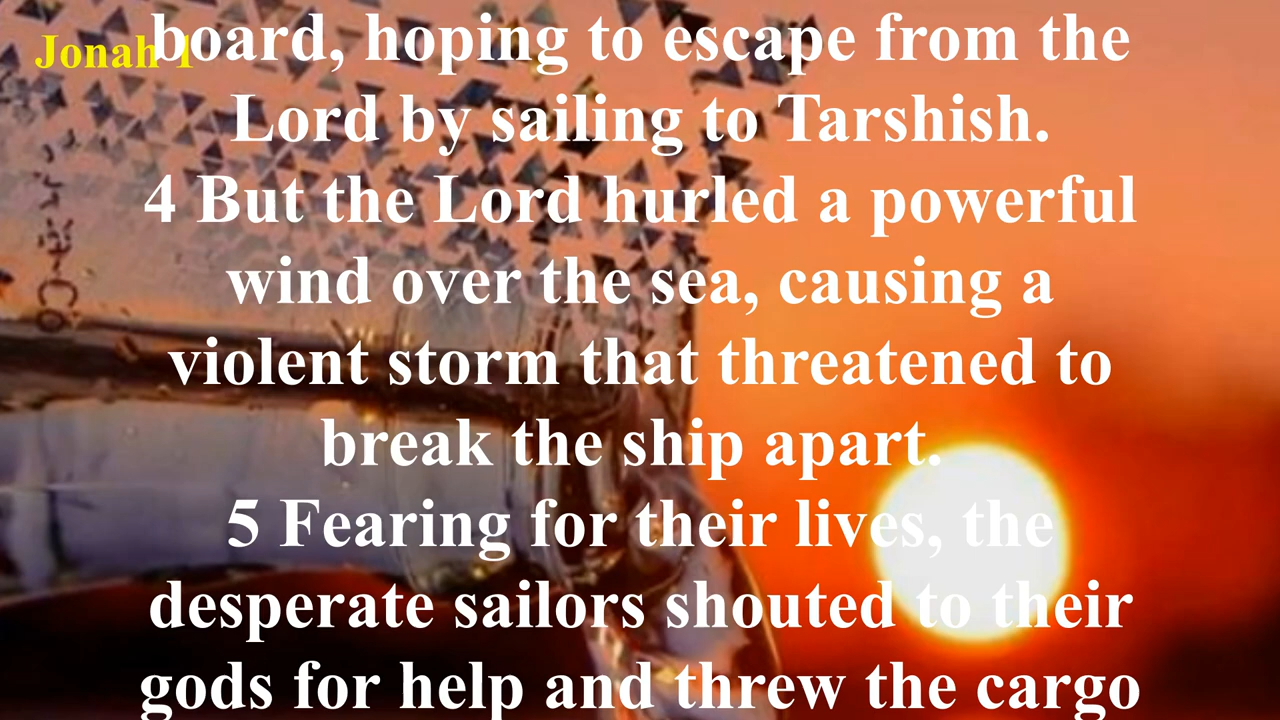 Jonah 1
board, hoping to escape from the
Lord by sailing to Tarshish.
4 But the Lord hurled a powerful
wind over the sea, causing a
violent storm that threatened to
break the ship apart.
5 Fearing for their lives, the
desperate sailors shouted to their
gods for help and threw the cargo